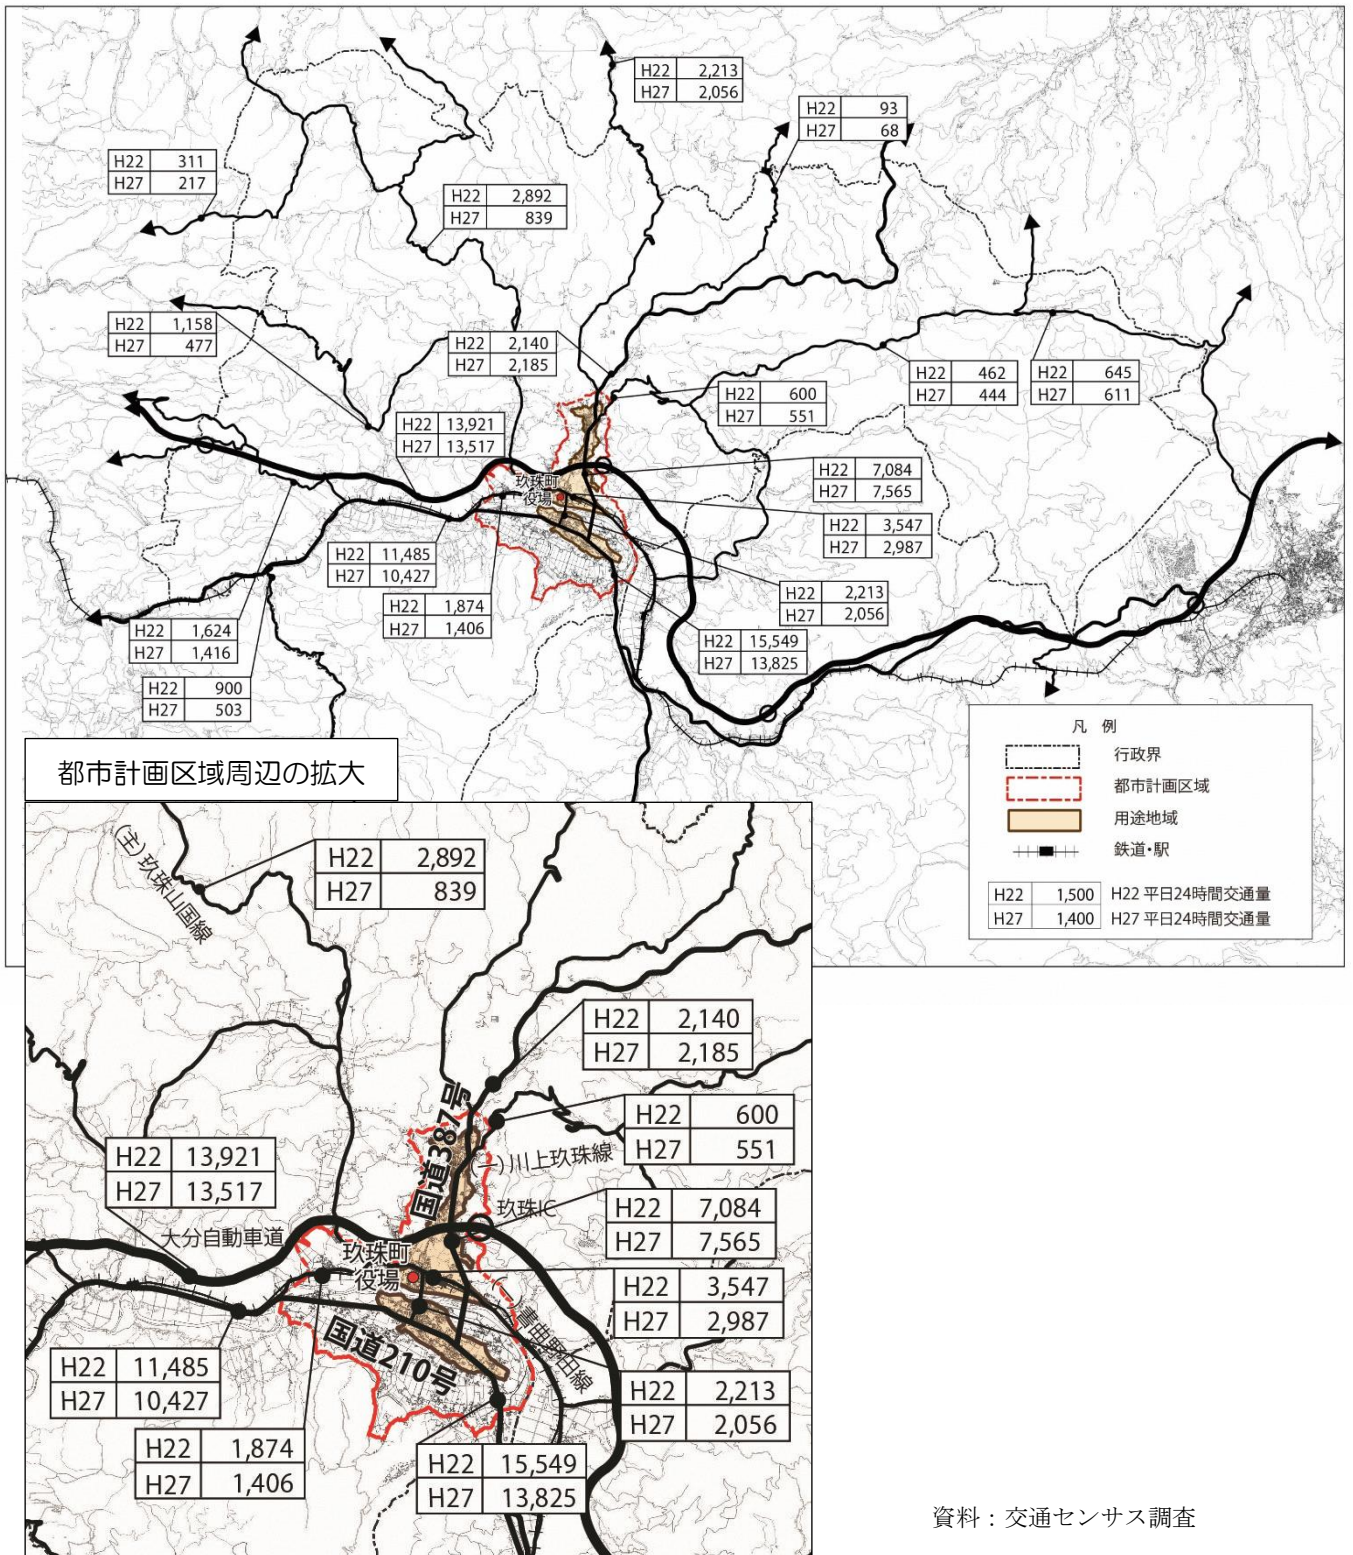 H22 2,213
H27 2,056
H22 93
H27 68
H22 311
H27 217
H22 2,892
H27 839
H22 1,158
H27 477
H22 2,140
H27 2,185
H22 462
H27 444
H22 645
H27 611
H22 600
H27 551
H22 13,921
H27 13,517
H22 7,084
H27 7,565
玖珠町
役場
H22 3,547
H27 2,987
H22 11,485
H27 10,427
H22 2,213
H27 2,056
H22 1,874
H27 1,406
H22 1,624
H27 1,416
H22 15,549
H27 13,825
H22 900
H27 503
凡 例
行政界
都市計画区域
用途地域
鉄道・駅
H22 1,500 H22 平日24時間交通量
H27 1,400 H27 平日24時間交通量
都市計画区域周辺の拡大
(主)玖珠山国線
H22 2,892
H27 839
H22 2,140
H27 2,185
国道387号
H22 600
H27 551
(一)川上玖珠線
H22 13,921
H27 13,517
玖珠IC
H22 7,084
H27 7,565
大分自動車道
玖珠町
役場
H22 3,547
H27 2,987
(一)書曲野田線
国道210号
H22 11,485
H27 10,427
H22 2,213
H27 2,056
H22 1,874
H27 1,406
H22 15,549
H27 13,825
資料：交通センサス調査